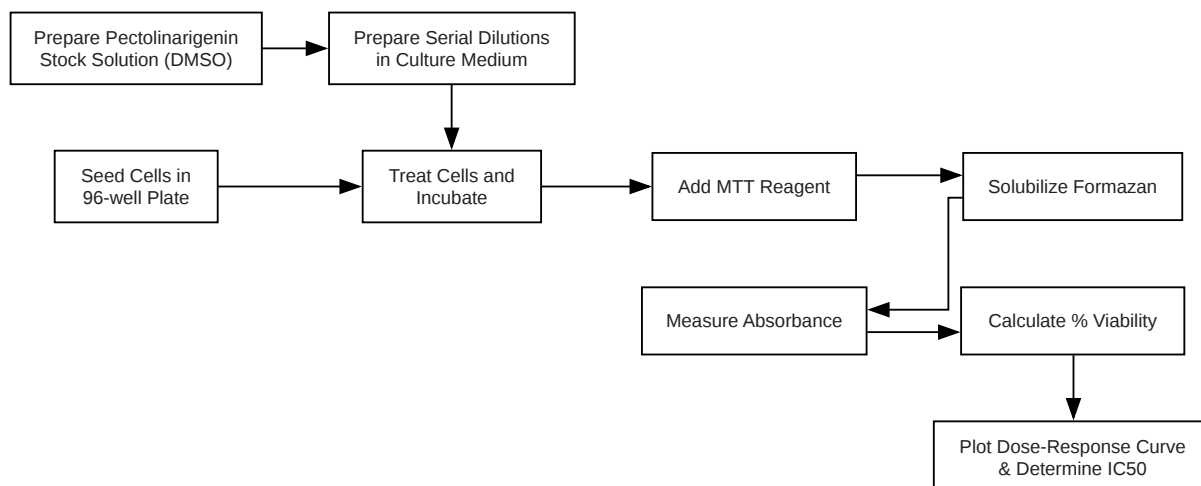 Prepare Pectolinarigenin
Stock Solution (DMSO)
Prepare Serial Dilutions
in Culture Medium
Seed Cells in
96-well Plate
Treat Cells and
Incubate
Add MTT Reagent
Solubilize Formazan
Measure Absorbance
Calculate % Viability
Plot Dose-Response Curve
& Determine IC50